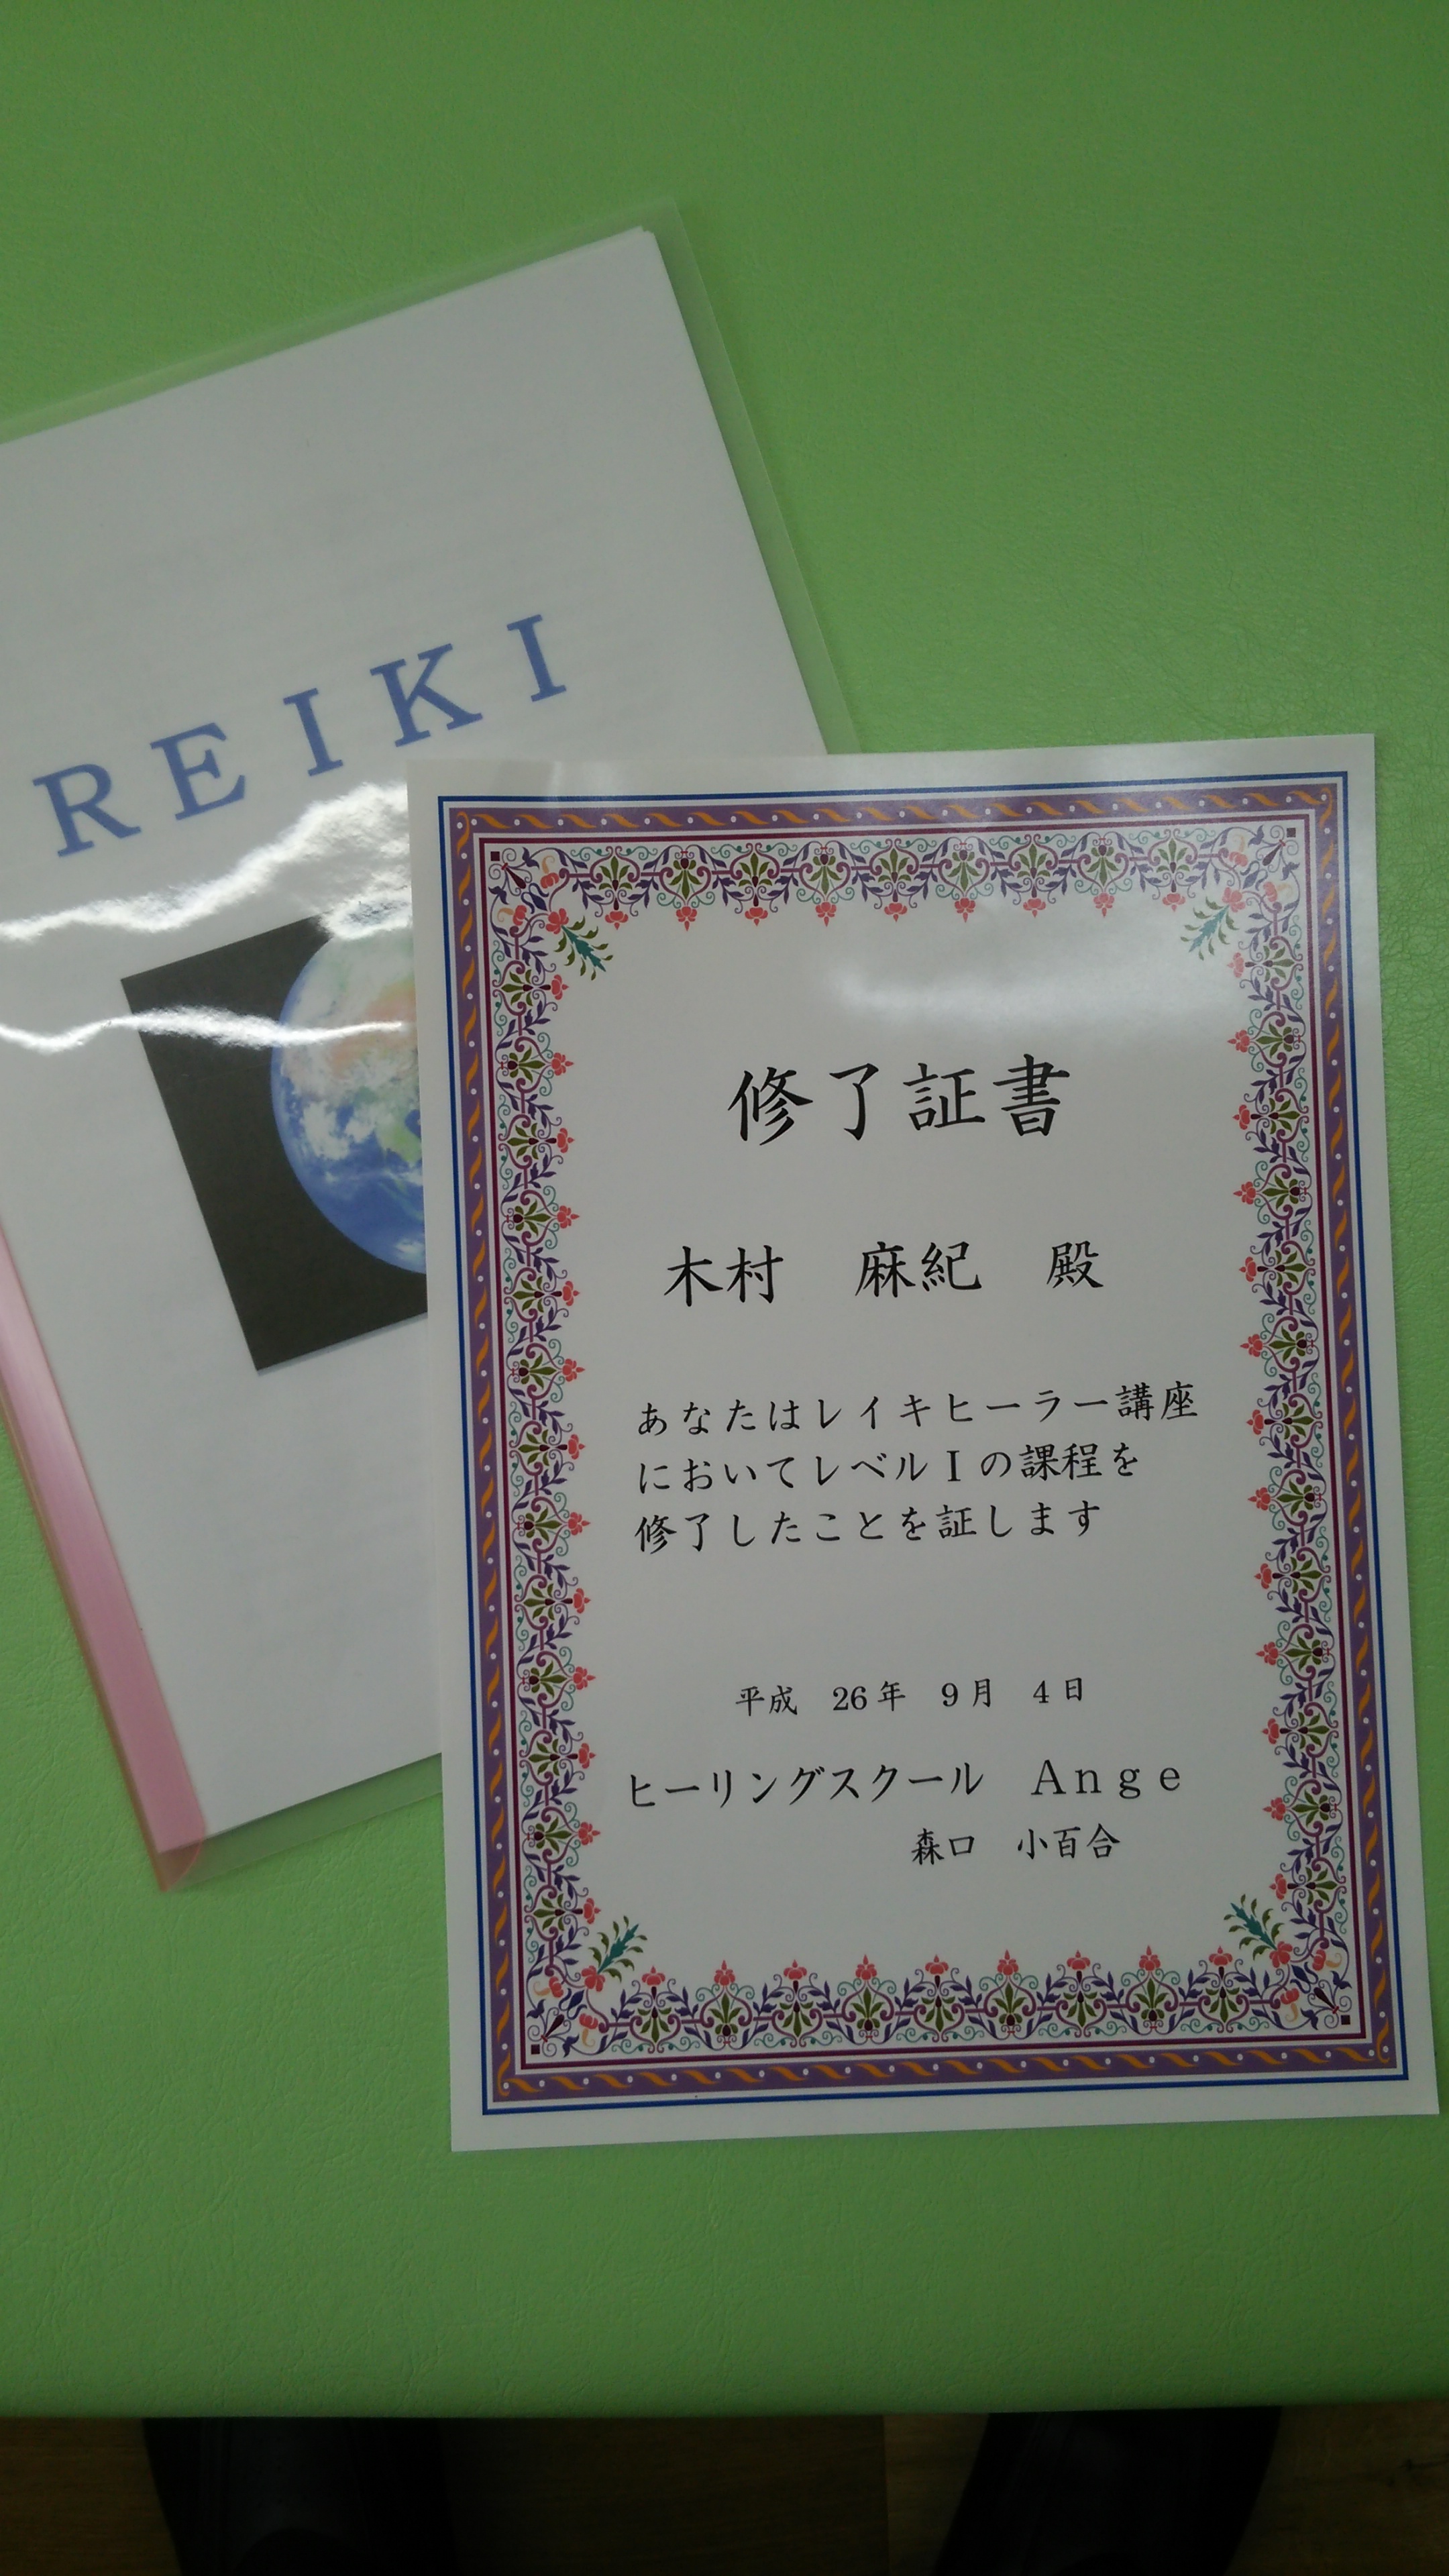 REIKI
修了証書
木村　麻紀　殿
あなたはレイキヒーラー講座
においてレベルⅠの課程を
修了したことを証します
平成　26年　9月　4日
ヒーリングスクール　Ange
森口　小百合